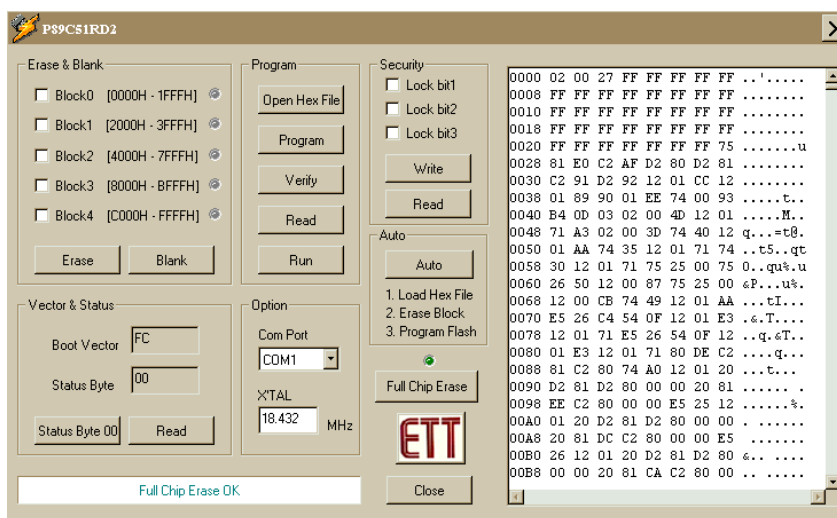 P89C51RD2
Erase & Blank
Block0 [0000H - 1FFFH]
Block1 [2000H - 3FFFH]
Block2 [4000H - 7FFFH]
Block3 [8000H - BFFFH]
Block4 [C000H - FFFFH]
Erase Blank
Vector & Status
Boot Vector FC
Status Byte 00
Status Byte 00 Read
Full Chip Erase OK
Program
Open Hex File
Program
Verify
Read
Run
Option
Com Port
COM1
X'TAL
18.432 MHz
Security
Lock bit1
Lock bit2
Lock bit3
Write
Read
Auto
Auto
1. Load Hex File
2. Erase Block
3. Program Flash
Full Chip Erase
ETT
Close
0000 02 00 27 FF FF FF FF FF ..'.....
0008 FF FF FF FF FF FF FF FF ........
0010 FF FF FF FF FF FF FF FF ........
0018 FF FF FF FF FF FF FF FF ........
0020 FF FF FF FF FF FF FF 75 .......u
0028 81 E0 C2 AF D2 80 D2 81 ........
0030 C2 91 D2 92 12 01 CC 12 ........
0038 01 89 90 01 EE 74 00 93 .....t..
0040 B4 0D 03 02 00 4D 12 01 .....M..
0048 71 A3 02 00 3D 74 40 12 q...=t@.
0050 01 AA 74 35 12 01 71 74 ..t5..qt
0058 30 12 01 71 75 25 00 75 0..qu%.u
0060 26 50 12 00 87 75 25 00 &P...u%.
0068 12 00 CB 74 49 12 01 AA ...tI...
0070 E5 26 C4 54 0F 12 01 E3 .&.T....
0078 12 01 71 E5 26 54 0F 12 ..q.&T..
0080 01 E3 12 01 71 80 DE C2 ....q...
0088 81 C2 80 74 A0 12 01 20 ...t...
0090 D2 81 D2 80 00 00 20 81 ...... .
0098 EE C2 80 00 00 E5 25 12 ......%.
00A0 01 20 D2 81 D2 80 00 00 . ......
00A8 20 81 DC C2 80 00 00 E5 .......
00B0 26 12 01 20 D2 81 D2 80 &.. ....
00B8 00 00 20 81 CA C2 80 00 .. .....